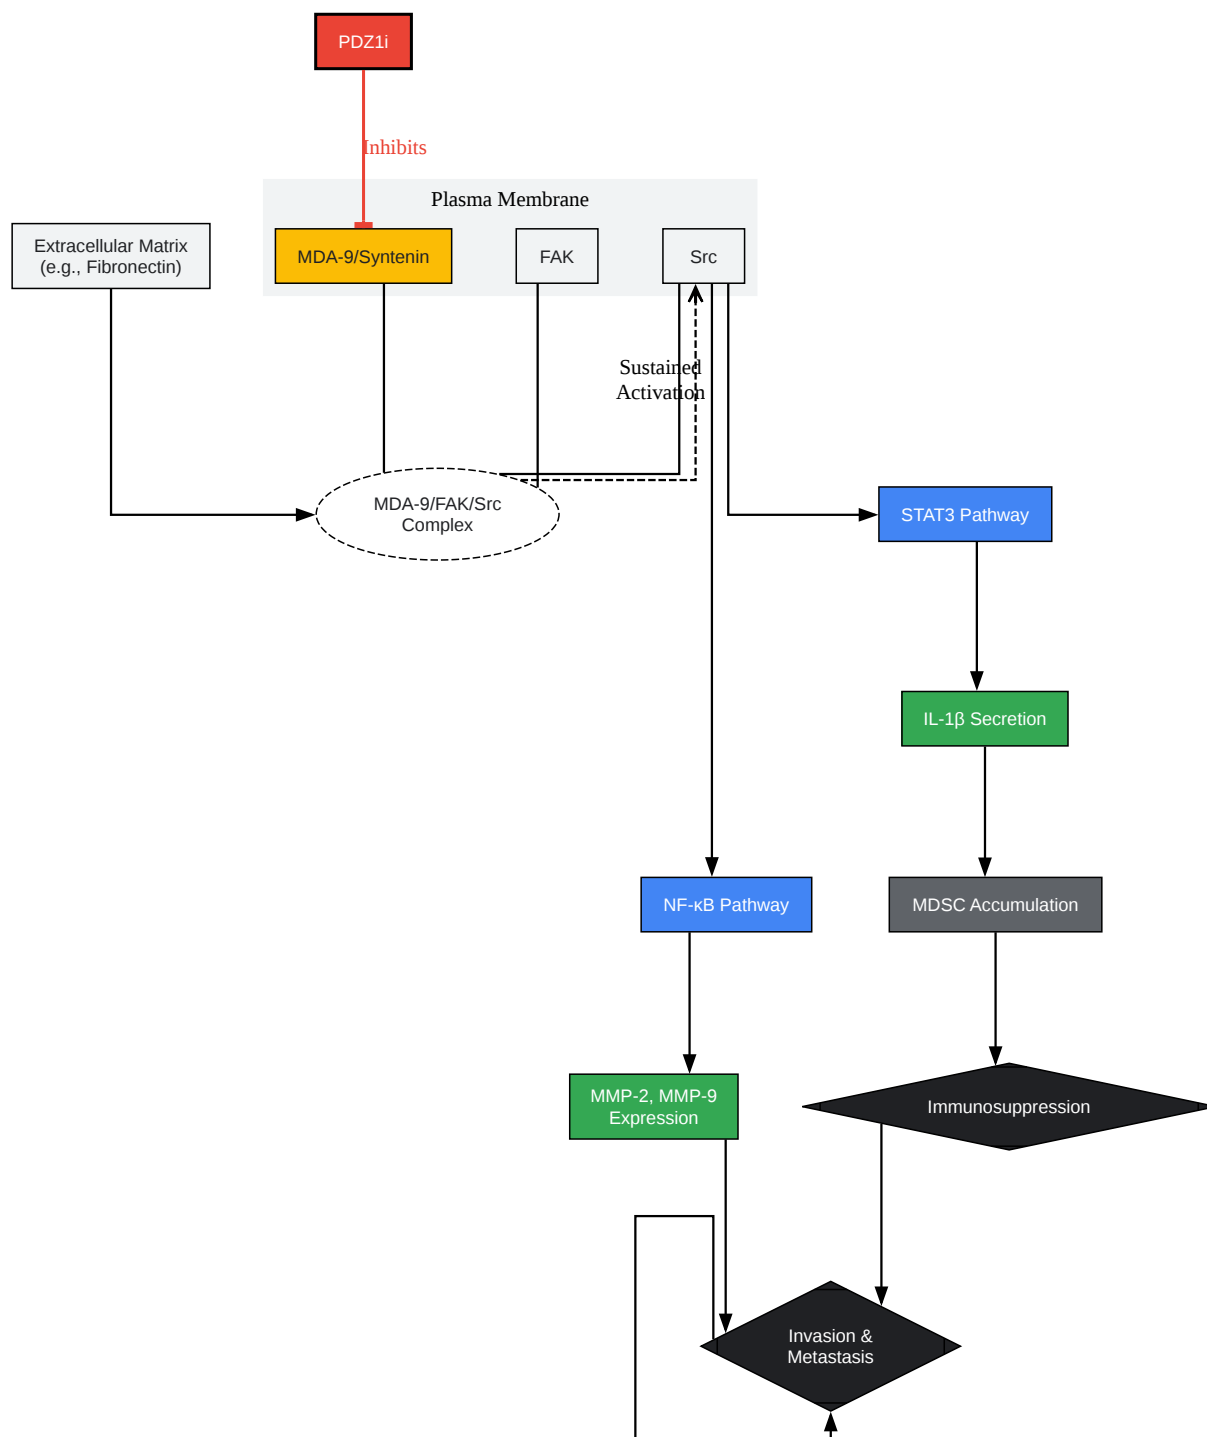 PDZ1i
Inhibits
Plasma Membrane
Extracellular Matrix
(e.g., Fibronectin)
MDA-9/Syntenin
FAK
Src
Sustained
Activation
MDA-9/FAK/Src
Complex
STAT3 Pathway
IL-1β Secretion
NF-κB Pathway
MDSC Accumulation
MMP-2, MMP-9
Expression
Immunosuppression
Invasion &
Metastasis